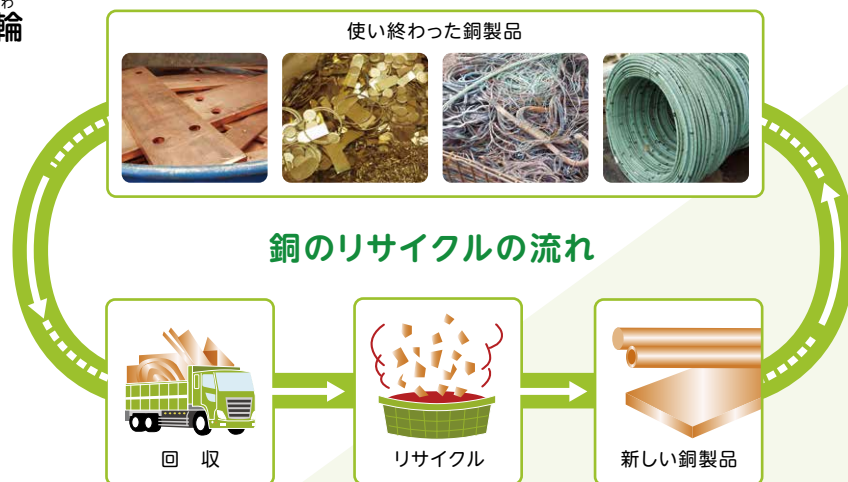 わ
輪
使い終わった銅製品
銅のリサイクルの流れ
回 収
リサイクル
新しい銅製品